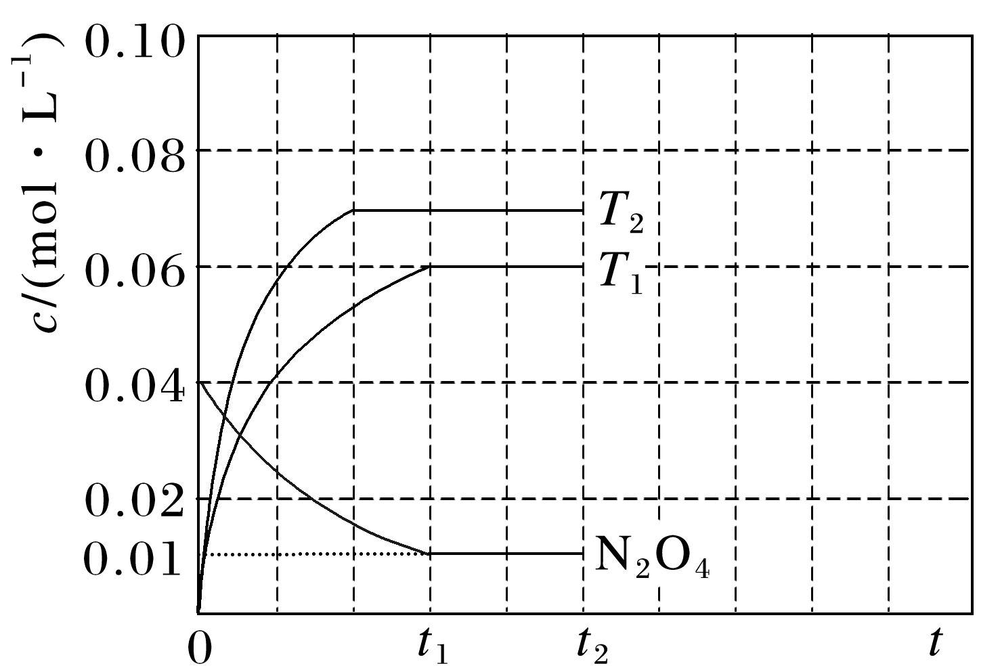 c/(mol · L⁻¹)
0.10
0.08
0.06
0.04
0.02
0.01
T₂
T₁
N₂O₄
0
t₁
t₂
t